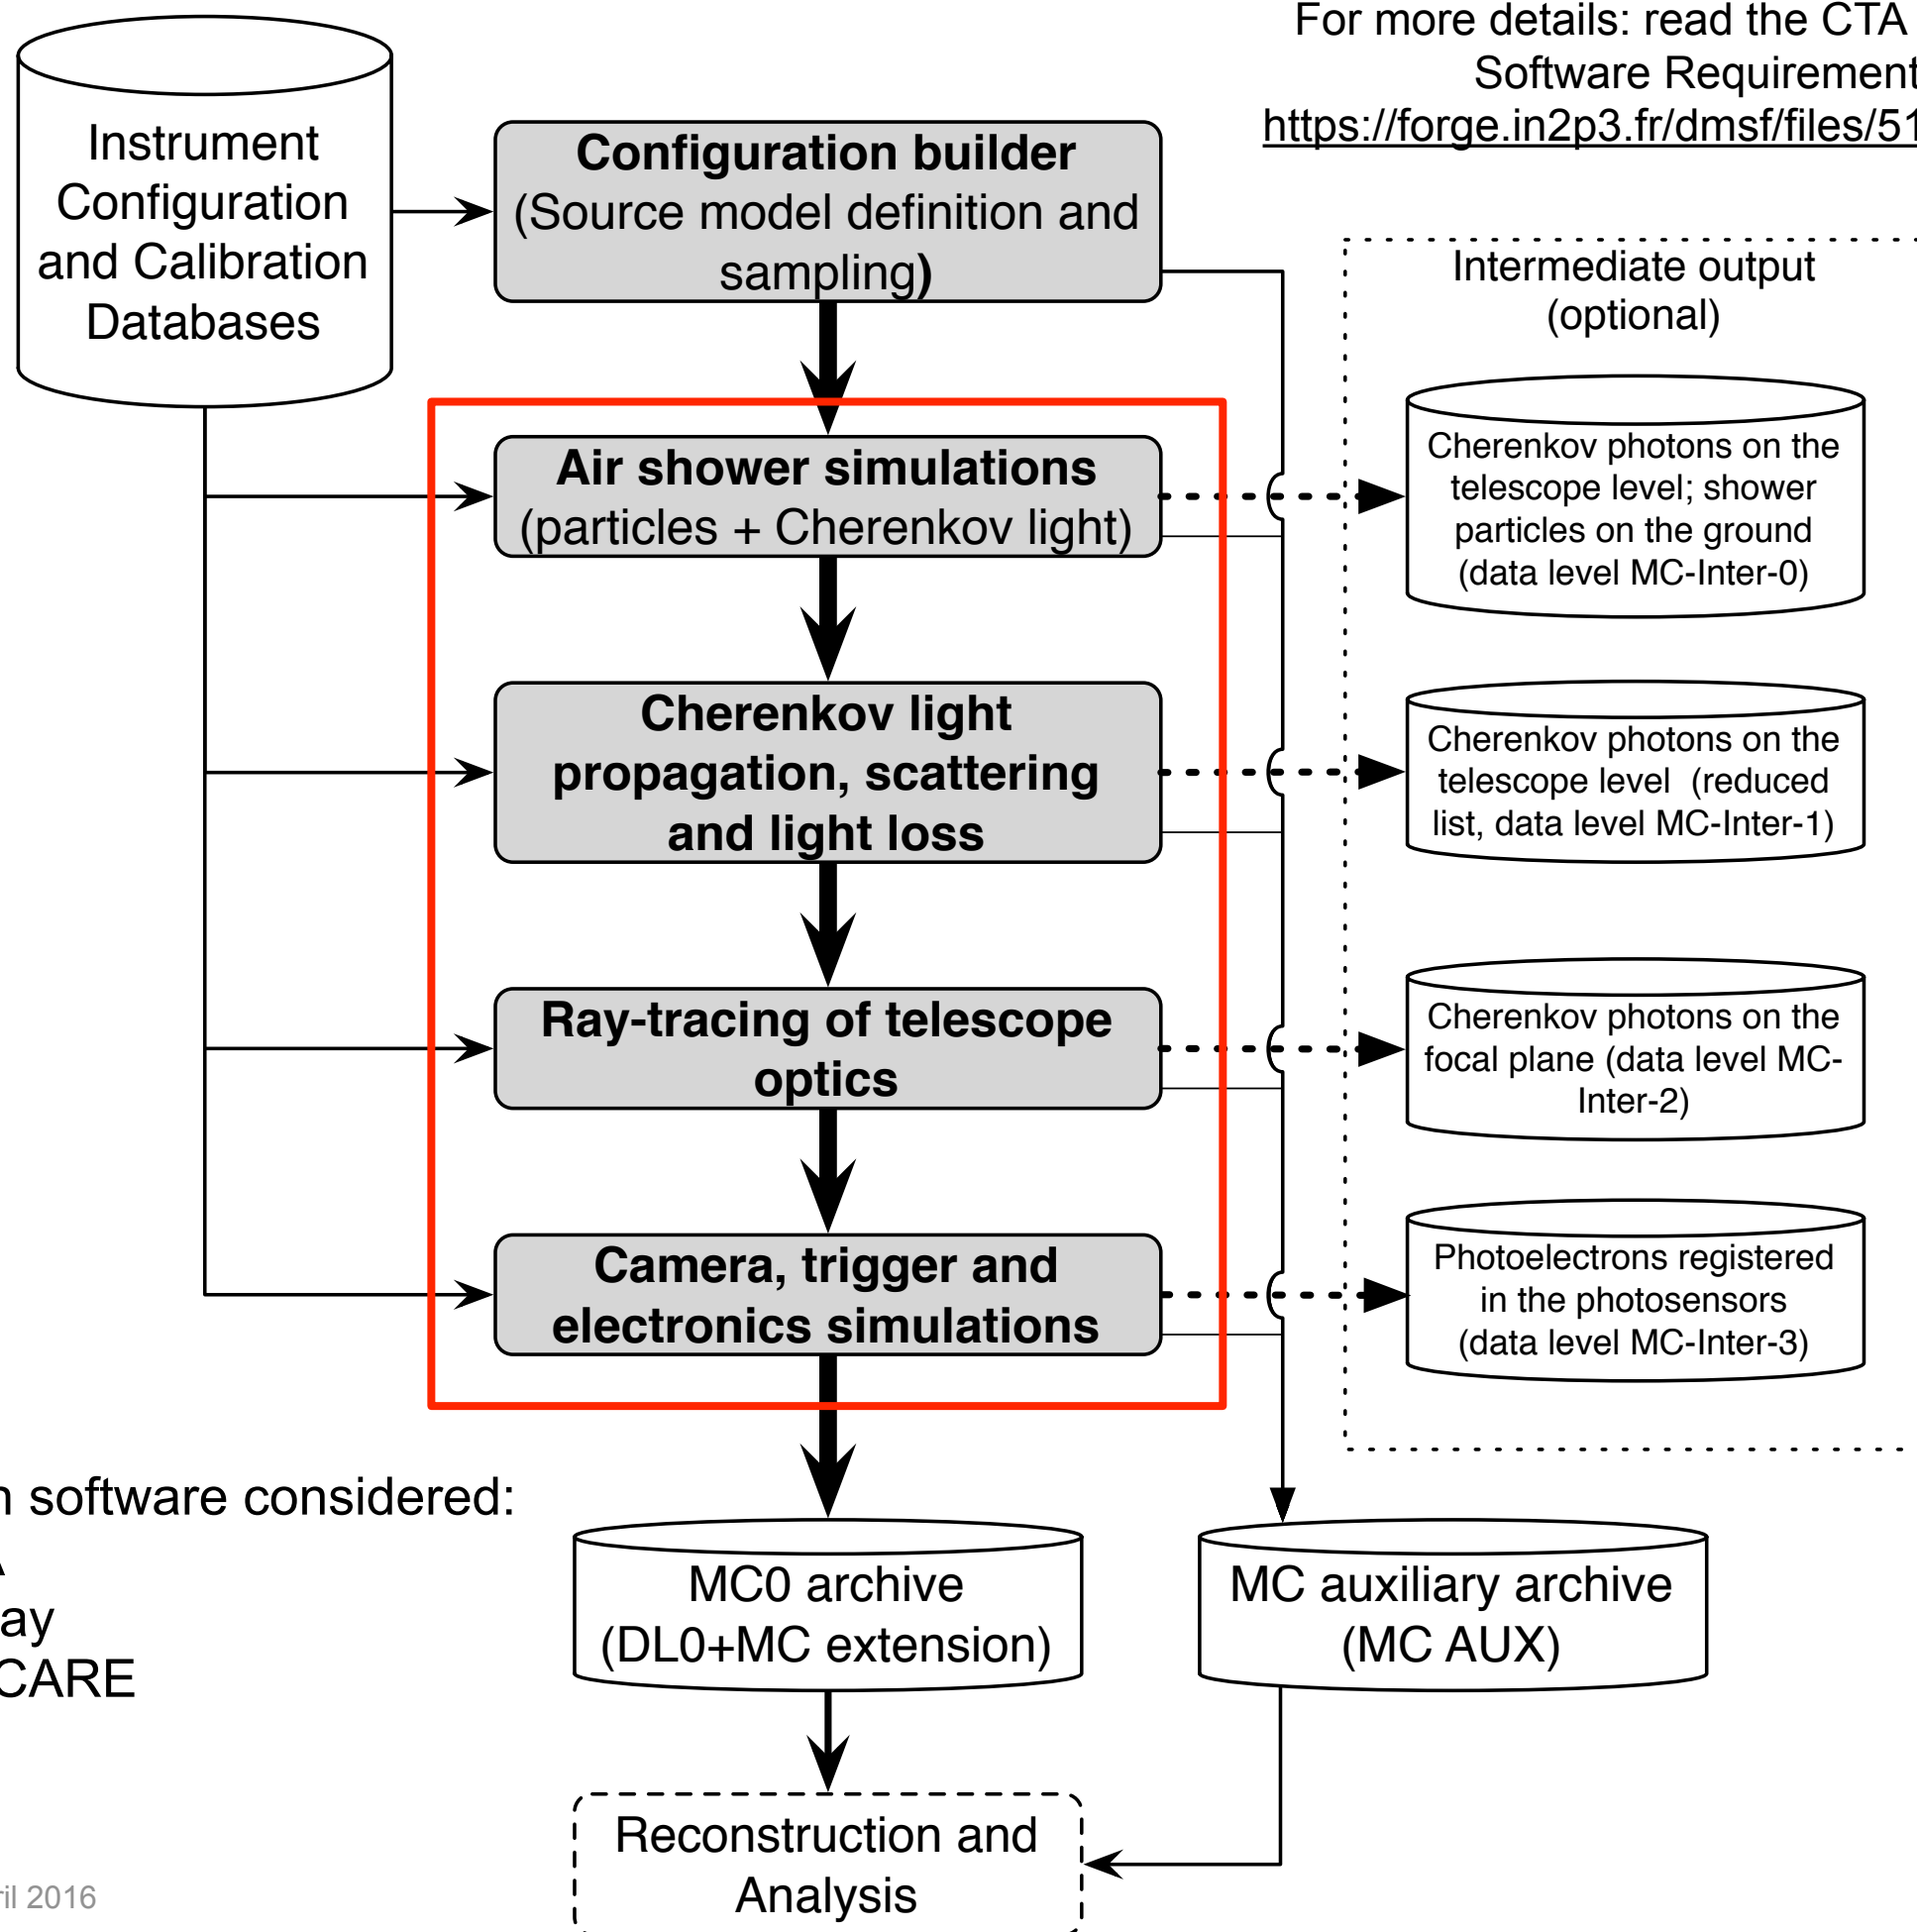 For more details: read the CTA
Software Requirement
https://forge.in2p3.fr/dmsf/files/51
Instrument
Configuration
and Calibration
Databases
Configuration builder
(Source model definition and
sampling)
Intermediate output
(optional)
Air shower simulations
(particles + Cherenkov light)
Cherenkov photons on the
telescope level; shower
particles on the ground
(data level MC-Inter-0)
Cherenkov light
propagation, scattering
and light loss
Cherenkov photons on the
telescope level (reduced
list, data level MC-Inter-1)
Ray-tracing of telescope
optics
Cherenkov photons on the
focal plane (data level MC-
Inter-2)
Camera, trigger and
electronics simulations
Photoelectrons registered
in the photosensors
(data level MC-Inter-3)
software considered:
ay
CARE
MC0 archive
(DL0+MC extension)
MC auxiliary archive
(MC AUX)
Reconstruction and
Analysis
ril 2016